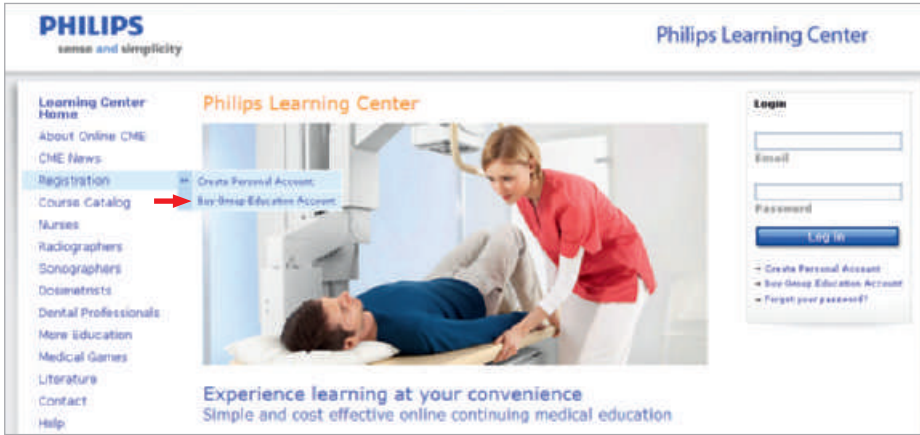 PHILIPS
sense and simplicity
Philips Learning Center
Learning Center
Home
About Online CME
CME News
Registration
Course Catalog
Nurses
Radiographers
Sonographers
Dosimetrists
Dental Professionals
More Education
Medical Games
Literature
Contact
Help
Create Personal Account
Buy Group Education Account
Philips Learning Center
Experience learning at your convenience
Simple and cost effective online continuing medical education
Login
Email
Password
Log In
Create Personal Account
Buy Group Education Account
Forgot your password?